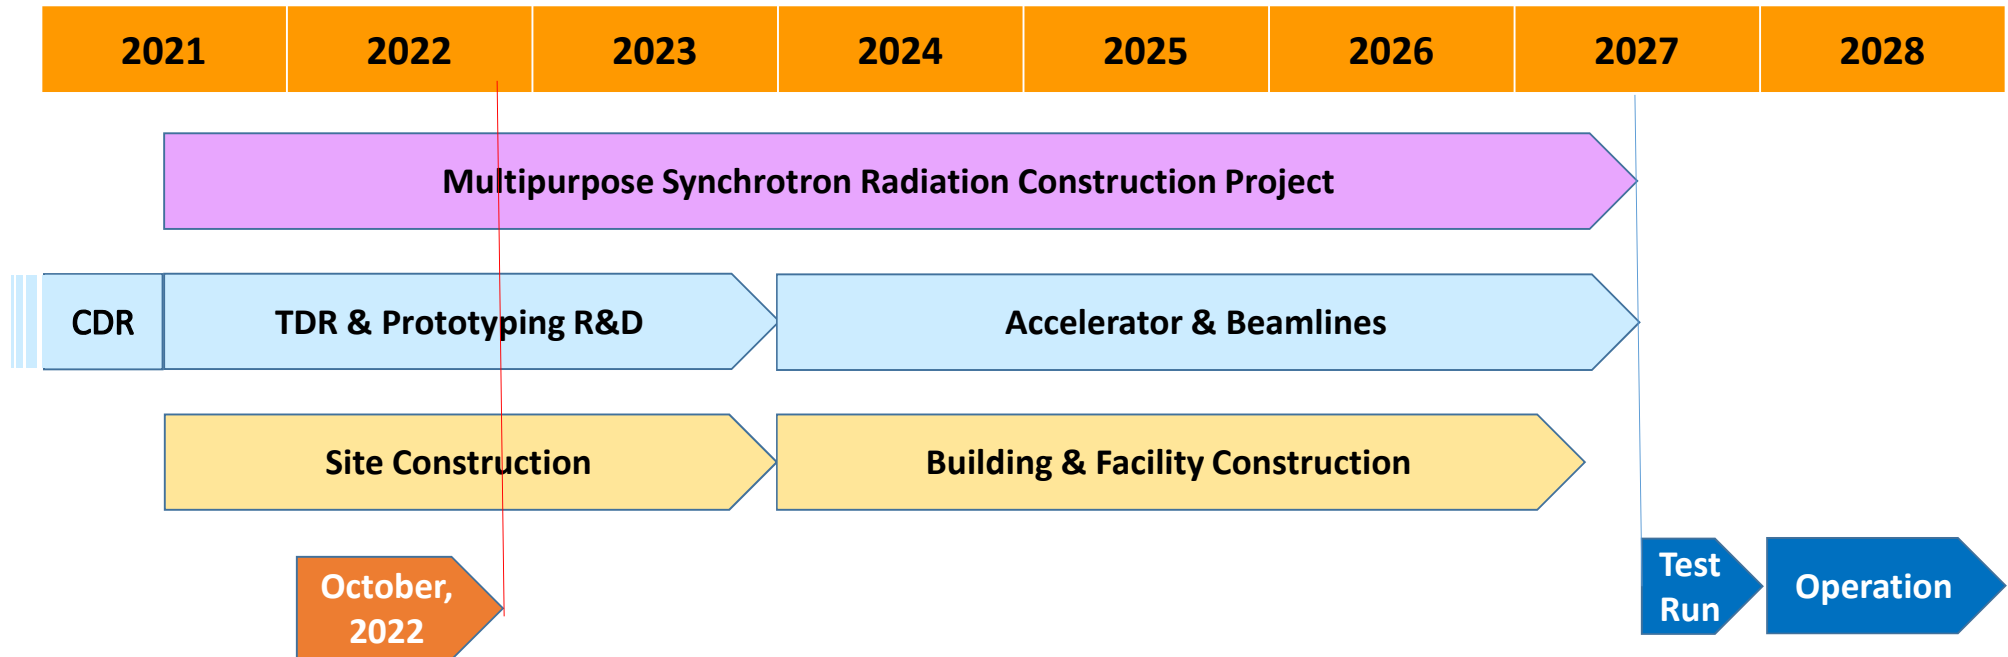 2021 2022 2023 2024 2025 2026 2027 2028
Multipurpose Synchrotron Radiation Construction Project
CDR TDR & Prototyping R&D Accelerator & Beamlines
Site Construction Building & Facility Construction
October,
2022
Test
Run
Operation